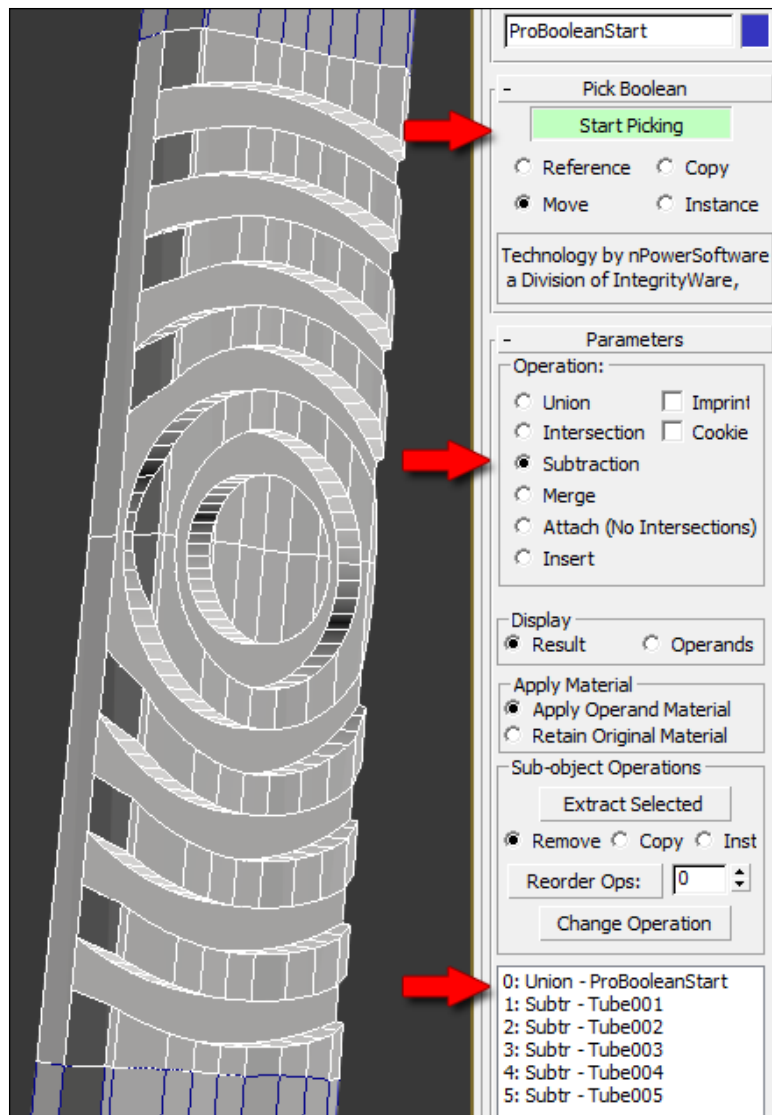 ProBooleanStart
- Pick Boolean
Start Picking
Reference Copy
Move Instance
Technology by nPowerSoftware
a Division of IntegrityWare,
- Parameters
Operation:
Union Imprint
Intersection Cookie
Subtraction
Merge
Attach (No Intersections)
Insert
Display
Result Operands
Apply Material
Apply Operand Material
Retain Original Material
Sub-object Operations
Extract Selected
Remove Copy Inst
Reorder Ops: 0
Change Operation
0: Union - ProBooleanStart
1: Subtr - Tube001
2: Subtr - Tube002
3: Subtr - Tube003
4: Subtr - Tube004
5: Subtr - Tube005